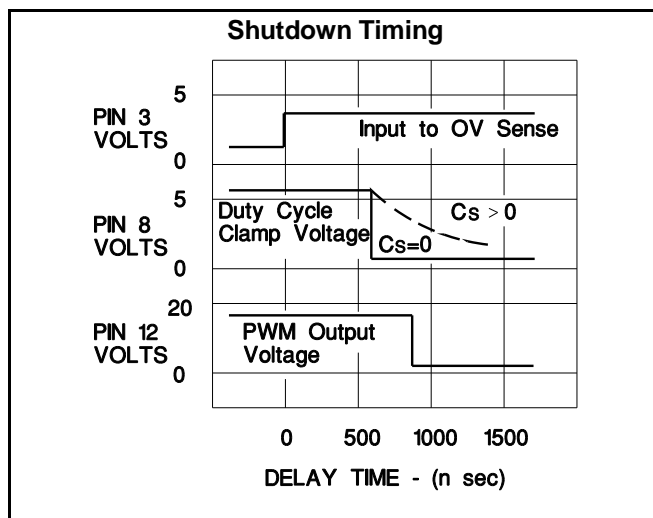 Shutdown Timing
5
PIN 3
VOLTS
0
Input to OV Sense
5
PIN 8
VOLTS
0
Duty Cycle
Clamp Voltage
Cs > 0
Cs=0
20
PIN 12
VOLTS
0
PWM Output
Voltage
0 500 1000 1500
DELAY TIME - (n sec)